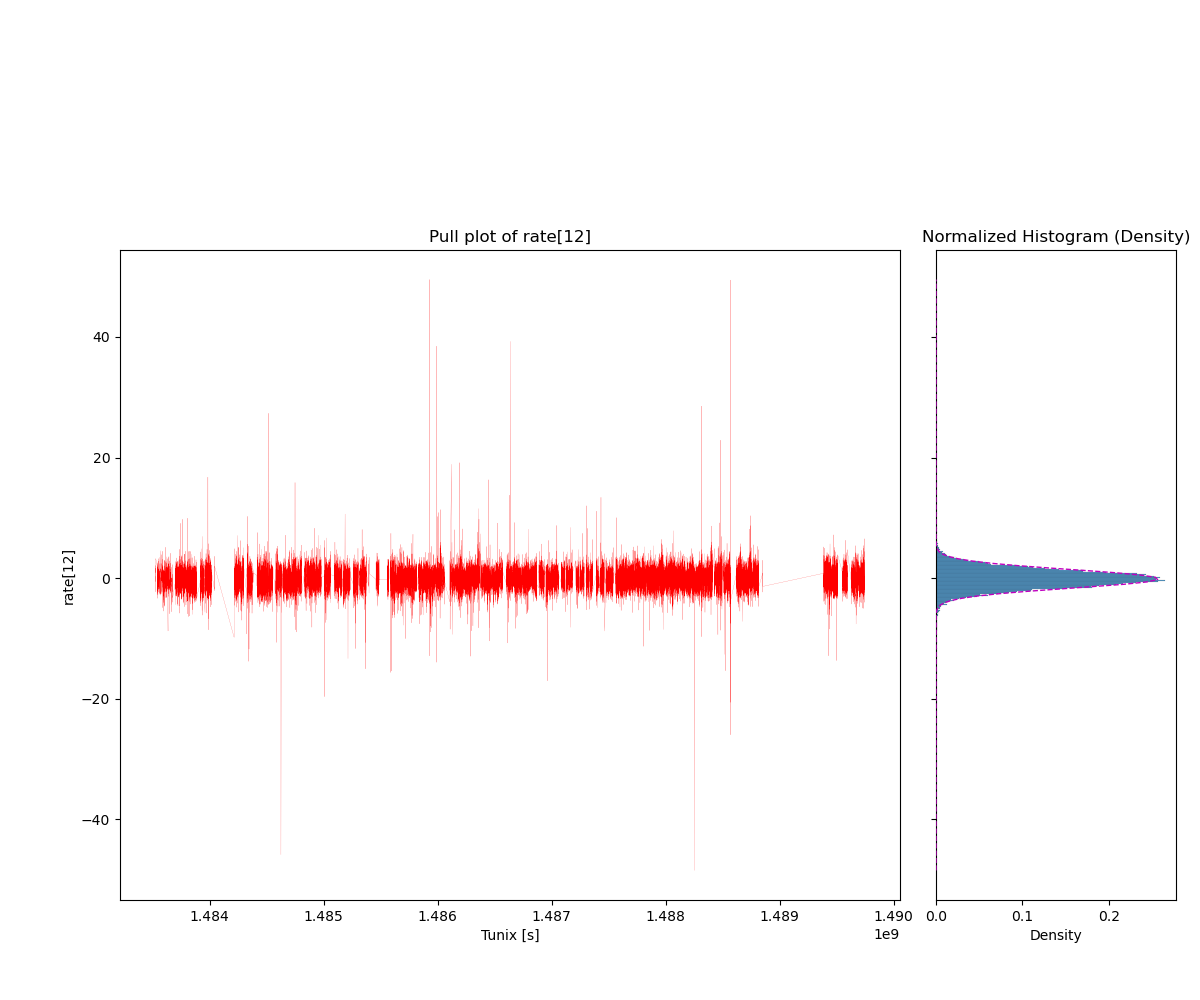 Pull plot of rate[12]
Normalized Histogram (Density)
rate[12]
40
20
0
−20
−40
1.484
1.485
1.486
1.487
1.488
1.489
1.490
1e9
Tunix [s]
0.0
0.1
0.2
Density